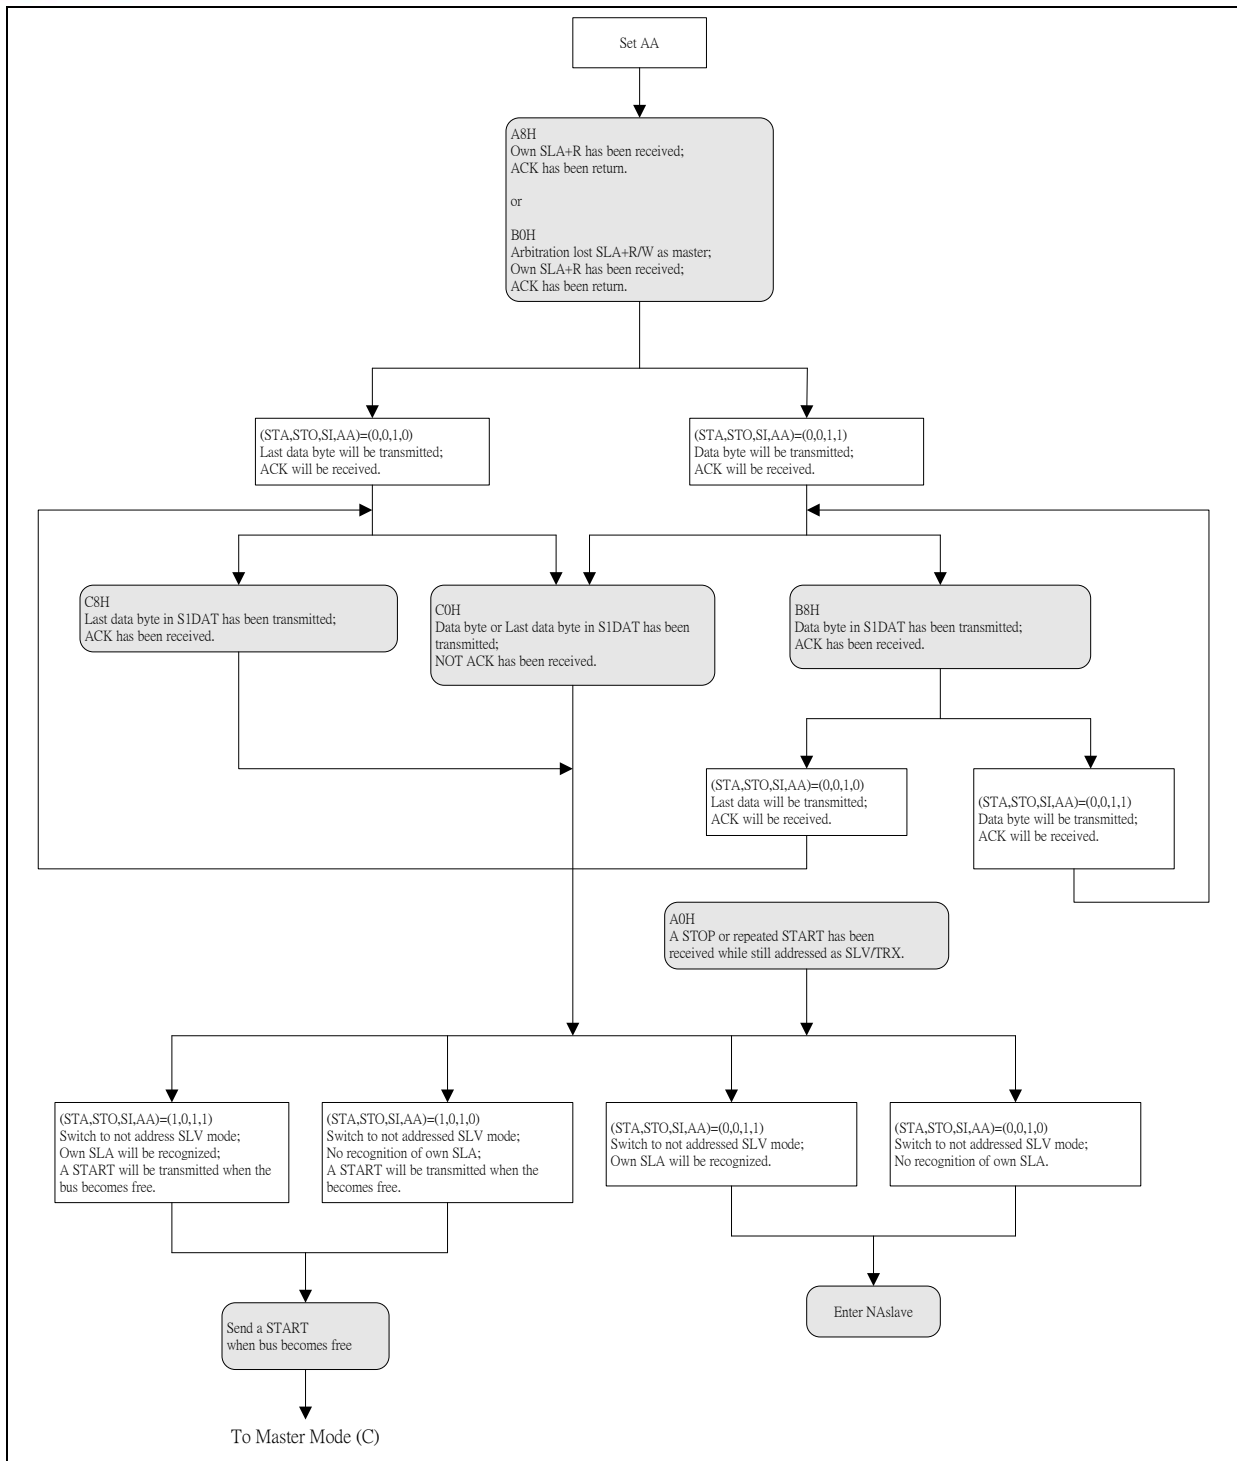 Set AA
A8H
Own SLA+R has been received;
ACK has been return.
or
B0H
Arbitration lost SLA+R/W as master;
Own SLA+R has been received;
ACK has been return.
(STA,STO,SI,AA)=(0,0,1,0)
Last data byte will be transmitted;
ACK will be received.
(STA,STO,SI,AA)=(0,0,1,1)
Data byte will be transmitted;
ACK will be received.
C8H
Last data byte in S1DAT has been transmitted;
ACK has been received.
C0H
Data byte or Last data byte in S1DAT has been
transmitted;
NOT ACK has been received.
B8H
Data byte in S1DAT has been transmitted;
ACK has been received.
(STA,STO,SI,AA)=(0,0,1,0)
Last data will be transmitted;
ACK will be received.
(STA,STO,SI,AA)=(0,0,1,1)
Data byte will be transmitted;
ACK will be received.
A0H
A STOP or repeated START has been
received while still addressed as SLV/TRX.
(STA,STO,SI,AA)=(1,0,1,1)
Switch to not address SLV mode;
Own SLA will be recognized;
A START will be transmitted when the
bus becomes free.
(STA,STO,SI,AA)=(1,0,1,0)
Switch to not addressed SLV mode;
No recognition of own SLA;
A START will be transmitted when the
becomes free.
(STA,STO,SI,AA)=(0,0,1,1)
Switch to not addressed SLV mode;
Own SLA will be recognized.
(STA,STO,SI,AA)=(0,0,1,0)
Switch to not addressed SLV mode;
No recognition of own SLA.
Send a START
when bus becomes free
Enter NAslave
To Master Mode (C)